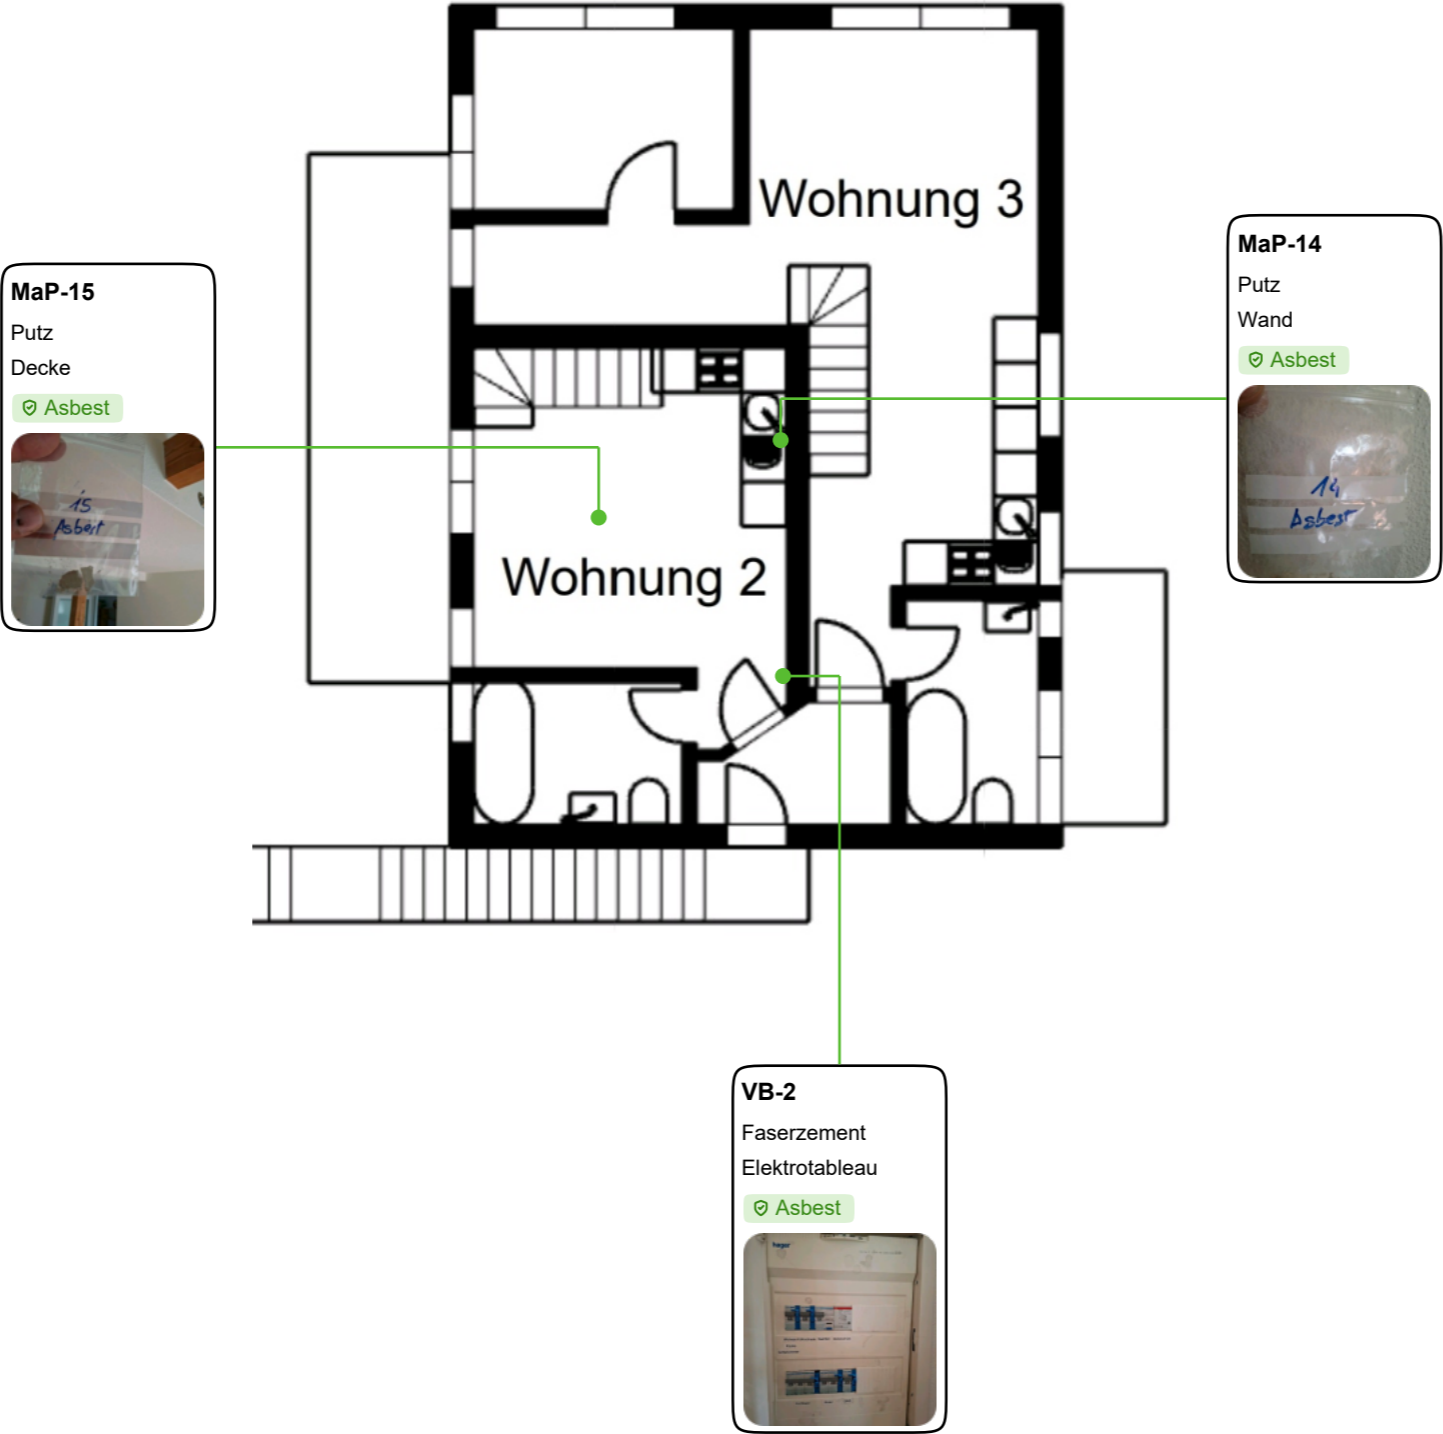 Wohnung 3
MaP-14
Putz
Wand
Asbest
14
Asbest
MaP-15
Putz
Decke
Asbest
15
Asbest
Wohnung 2
VB-2
Faserzement
Elektrotableau
Asbest
hager